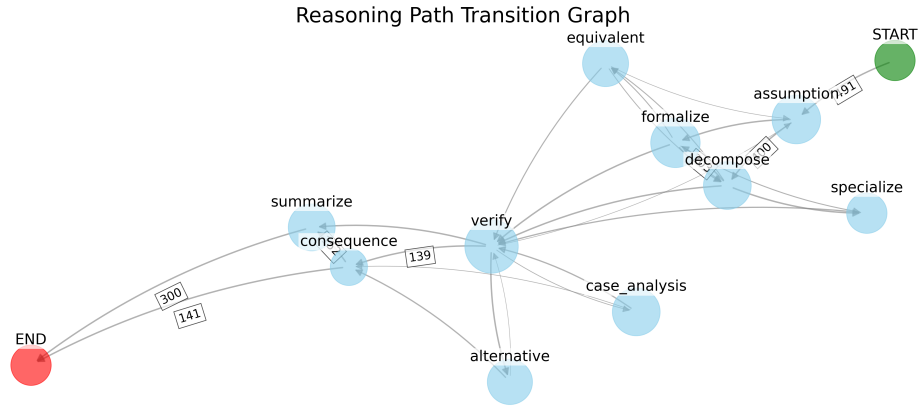 Reasoning Path Transition Graph
START
equivalent
assumption
formalize
decompose
specialize
summarize
verify
consequence
139
case_analysis
300
141
END
alternative